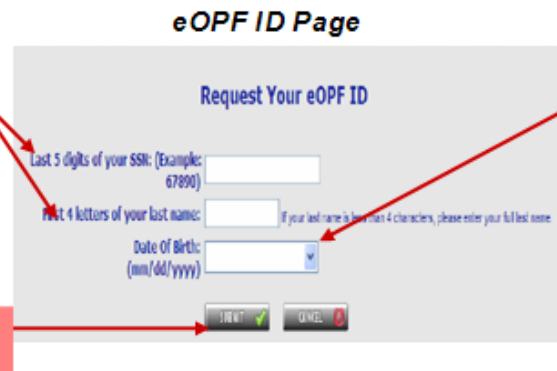 eOPF ID Page
Request Your eOPF ID
Last 5 digits of your SSN: (Example:
67890)
First 4 letters of your last name:
If your last name is less than 4 characters, please enter your full last name
Date Of Birth:
(mm/dd/yyyy)
SUBMIT CANCEL